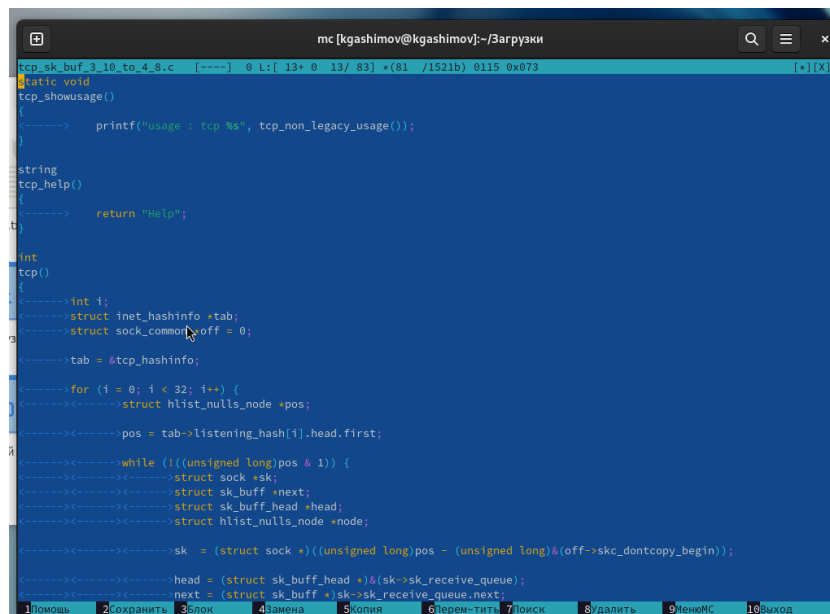 mc [kgashimov@kgashimov]:~/Загрузки
tcp_sk_buf_3_10_to_4_8.c   [----]  0 L:[ 13+ 0  13/ 83] *(81  /1521b) 0115 0x073   [*][X]
static void
tcp_showusage()
{
<------>    printf("usage : tcp %s", tcp_non_legacy_usage());
}
string
tcp_help()
{
<------>    return "Help";
}
int
tcp()
{
<------>int i;
<------>struct inet_hashinfo *tab;
<------>struct sock_common *off = 0;
<------>tab = &tcp_hashinfo;
<------>for (i = 0; i < 32; i++) {
<------><------>struct hlist_nulls_node *pos;
<------><------>pos = tab->listening_hash[i].head.first;
<------><------>while (!((unsigned long)pos & 1)) {
<------><------><------>struct sock *sk;
<------><------><------>struct sk_buff *next;
<------><------><------>struct sk_buff_head *head;
<------><------><------>struct hlist_nulls_node *node;
<------><------><------>sk  = (struct sock *)((unsigned long)pos - (unsigned long)&(off->skc_dontcopy_begin));
<------><------><------>head = (struct sk_buff_head *)&(sk->sk_receive_queue);
<------><------><------>next = (struct sk_buff *)sk->sk_receive_queue.next;
1Помощь 2Сохранить 3Блок 4Замена 5Копия 6Перем~тить 7Поиск 8Удалить 9МенюMC 10Выход